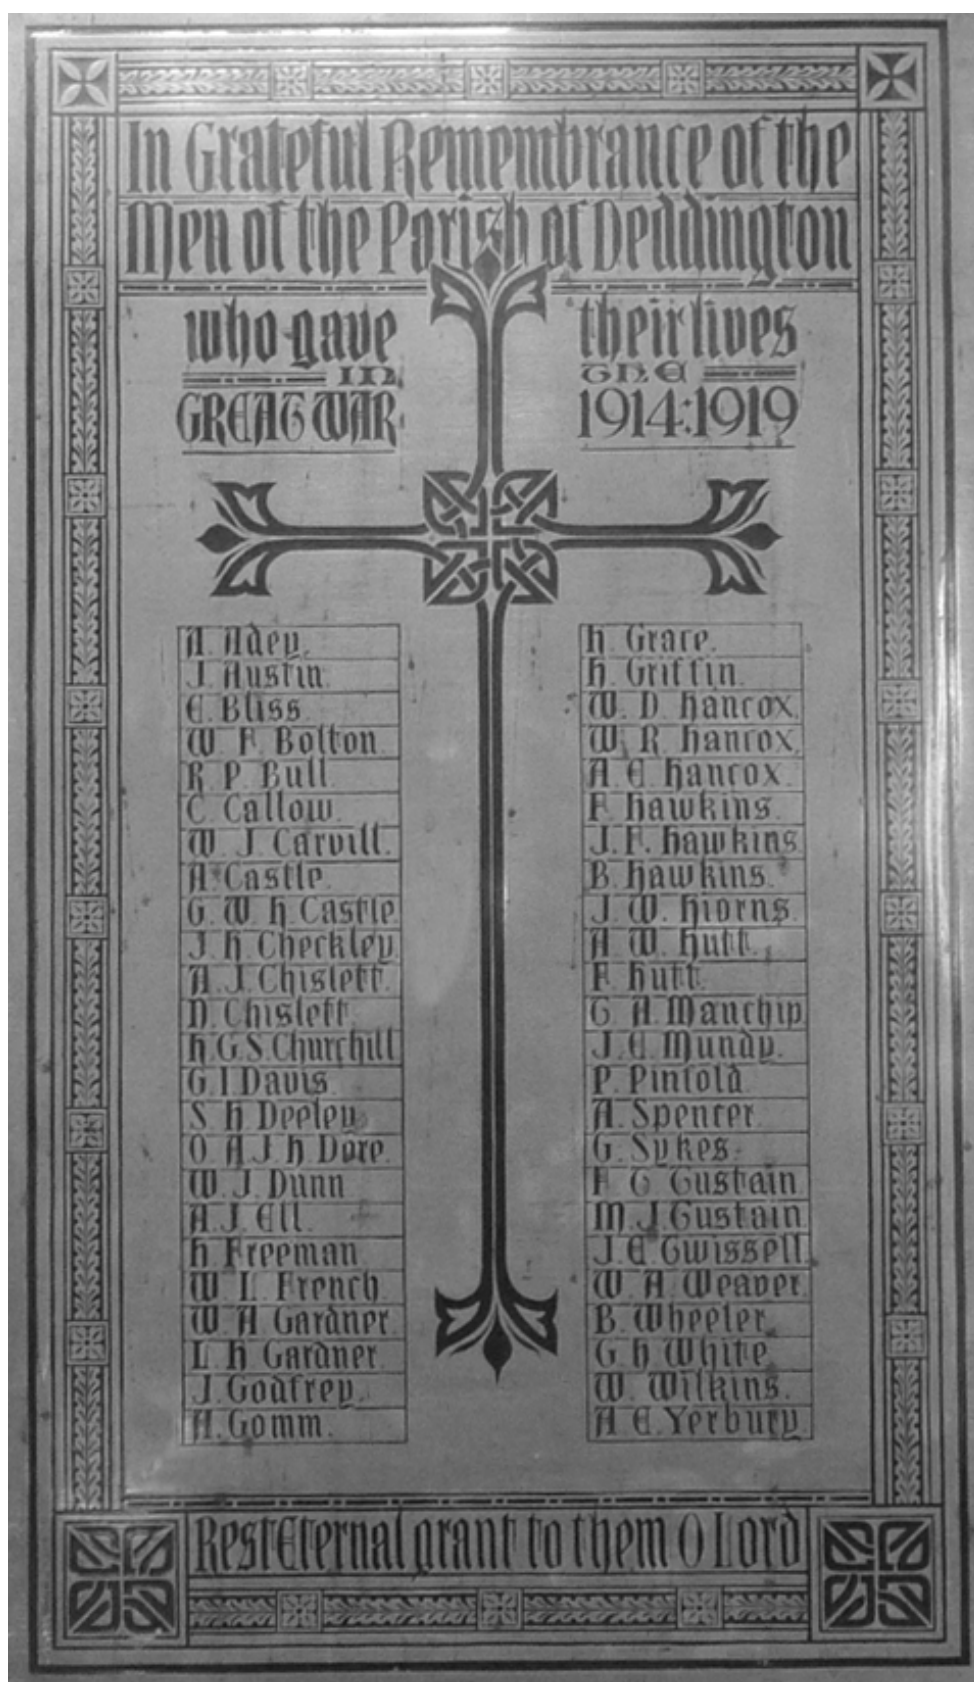 In Grateful Remembrance of the
Men of the Parish of Deddington
who gave their lives
IN THE
GREAT WAR 1914:1919
A. Adey.
J. Austin.
E. Bliss.
W. F. Bolton.
R. P. Bull.
C. Callow.
W. J. Carvill.
A. Castle.
G. W. H. Castle.
J. H. Checkley.
A. J. Chislett.
N. Chislett.
H. G. S. Churchill
G. I Davis.
S. H. Deeley.
O. A. J. H. Dore.
W. J. Dunn
A. J. Ell.
H. Freeman
W. L. French.
W. A. Gardner.
L. H. Gardner.
J. Godfrey.
A. Gomm.
H. Grace.
H. Griffin.
W. D. Hancox.
W. R. Hancox.
A. E. Hancox.
F. Hawkins.
J. F. Hawkins.
B. Hawkins.
J. W. Hiorns.
A. W. Hutt.
F. Hutt.
G. A. Manchip.
J. E. Mundy.
P. Pinfold.
A. Spencer.
G. Sykes.
F. T. Tustain
M. J. Tustain
J. E. Twissell.
W. A. Weaver.
B. Wheeler.
G. H. White
W. Wilkins.
A. E. Yerbury.
Rest Eternal grant to them O Lord